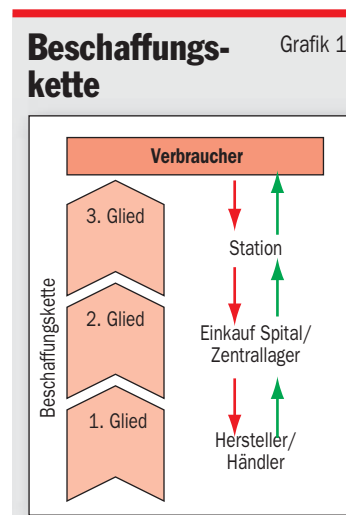 Beschaffungs-
kette
Grafik 1
Verbraucher
3. Glied
Station
2. Glied
Einkauf Spital/
Zentrallager
1. Glied
Hersteller/
Händler
Beschaffungskette